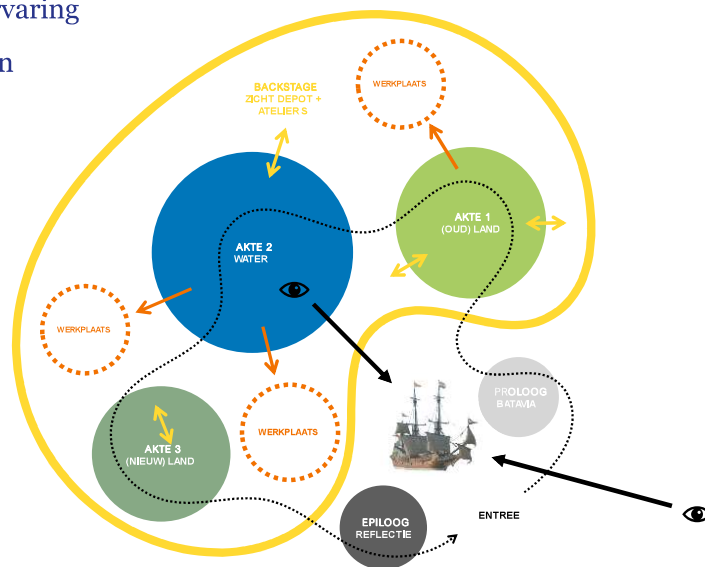 varing
n
BACKSTAGE
ZICHT DEPOT +
ATELIERS
WERKPLAATS
AKTE 1
(OUD) LAND
AKTE 2
WATER
WERKPLAATS
PROLOOG
BATAVIA
WERKPLAATS
AKTE 3
(NIEUW) LAND
ENTREE
EPILOOG
REFLECTIE